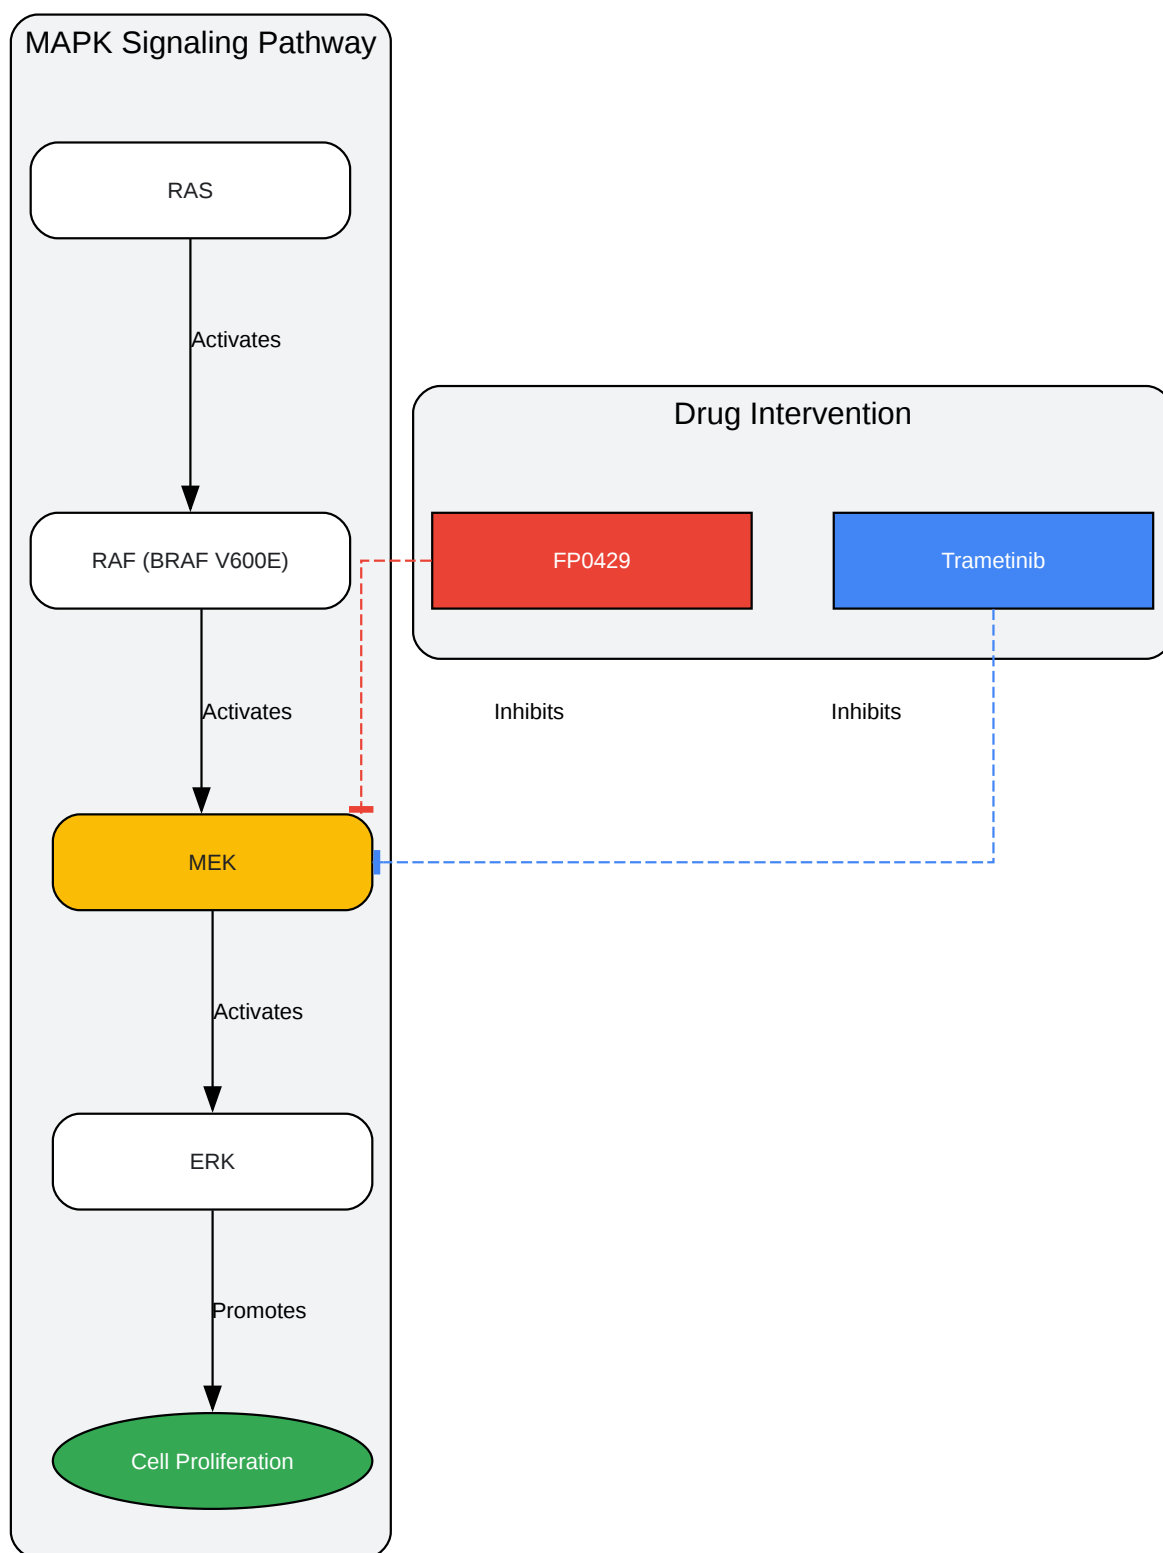 MAPK Signaling Pathway
RAS
Activates
Drug Intervention
RAF (BRAF V600E)
FP0429
Trametinib
Activates
Inhibits
Inhibits
MEK
Activates
ERK
Promotes
Cell Proliferation